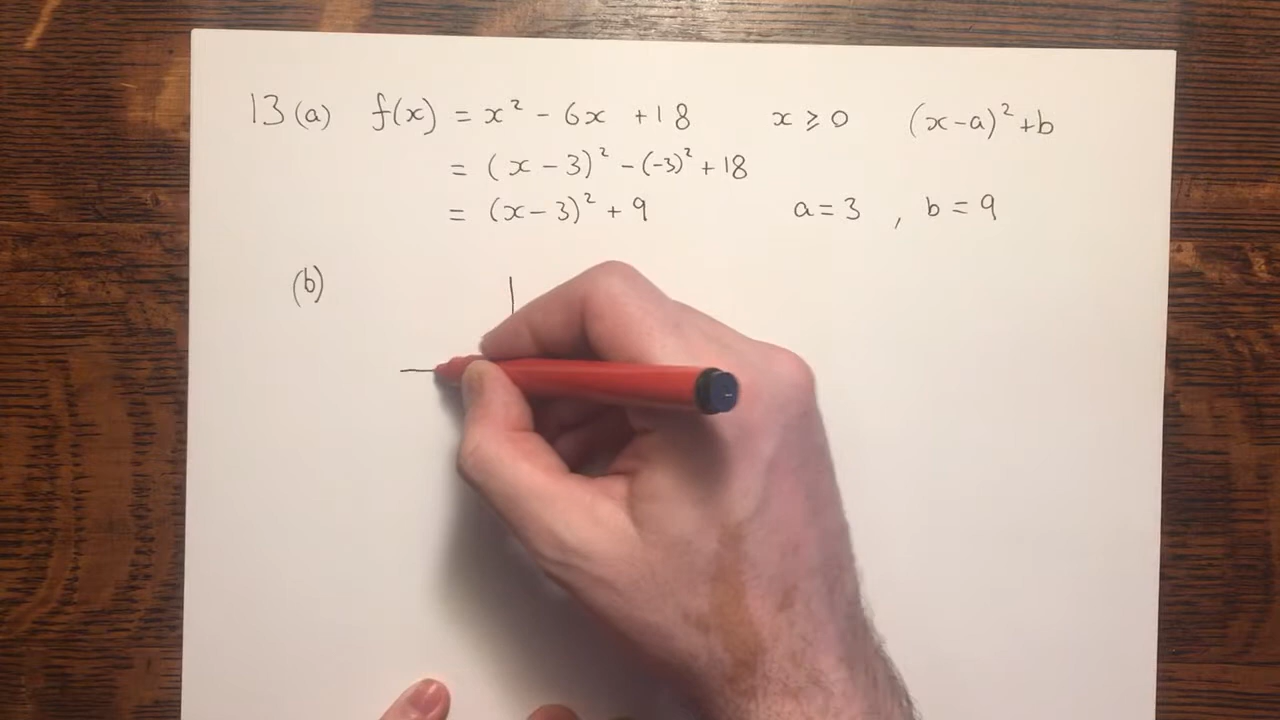 13 (a) f(x) = x² - 6x + 18 x ⩾ 0 (x-a)² + b
= (x - 3)² - (-3)² + 18
= (x - 3)² + 9 a = 3 , b = 9
(b)